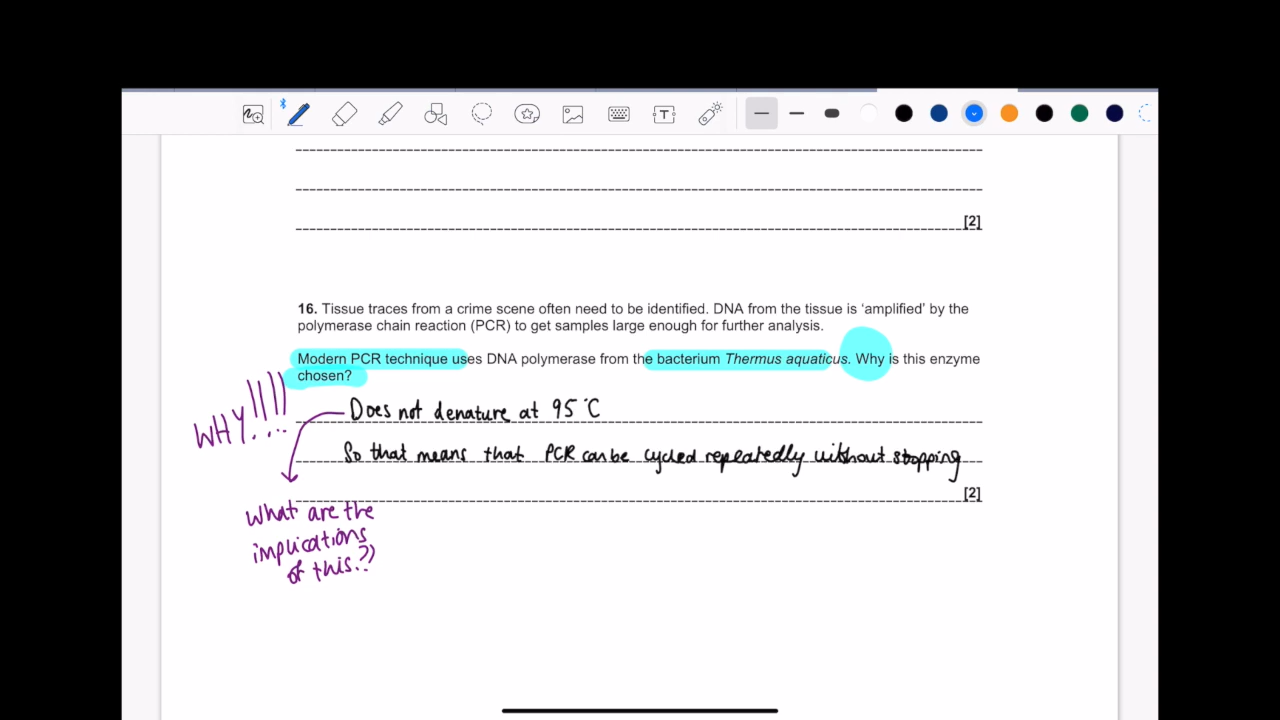 [2]
16. Tissue traces from a crime scene often need to be identified. DNA from the tissue is ‘amplified’ by the
polymerase chain reaction (PCR) to get samples large enough for further analysis.
Modern PCR technique uses DNA polymerase from the bacterium Thermus aquaticus. Why is this enzyme
chosen?
WHY!!!!...
Does not denature at 95°C
So that means that PCR can be cycled repeatedly without stopping
[2]
What are the
implications
of this??